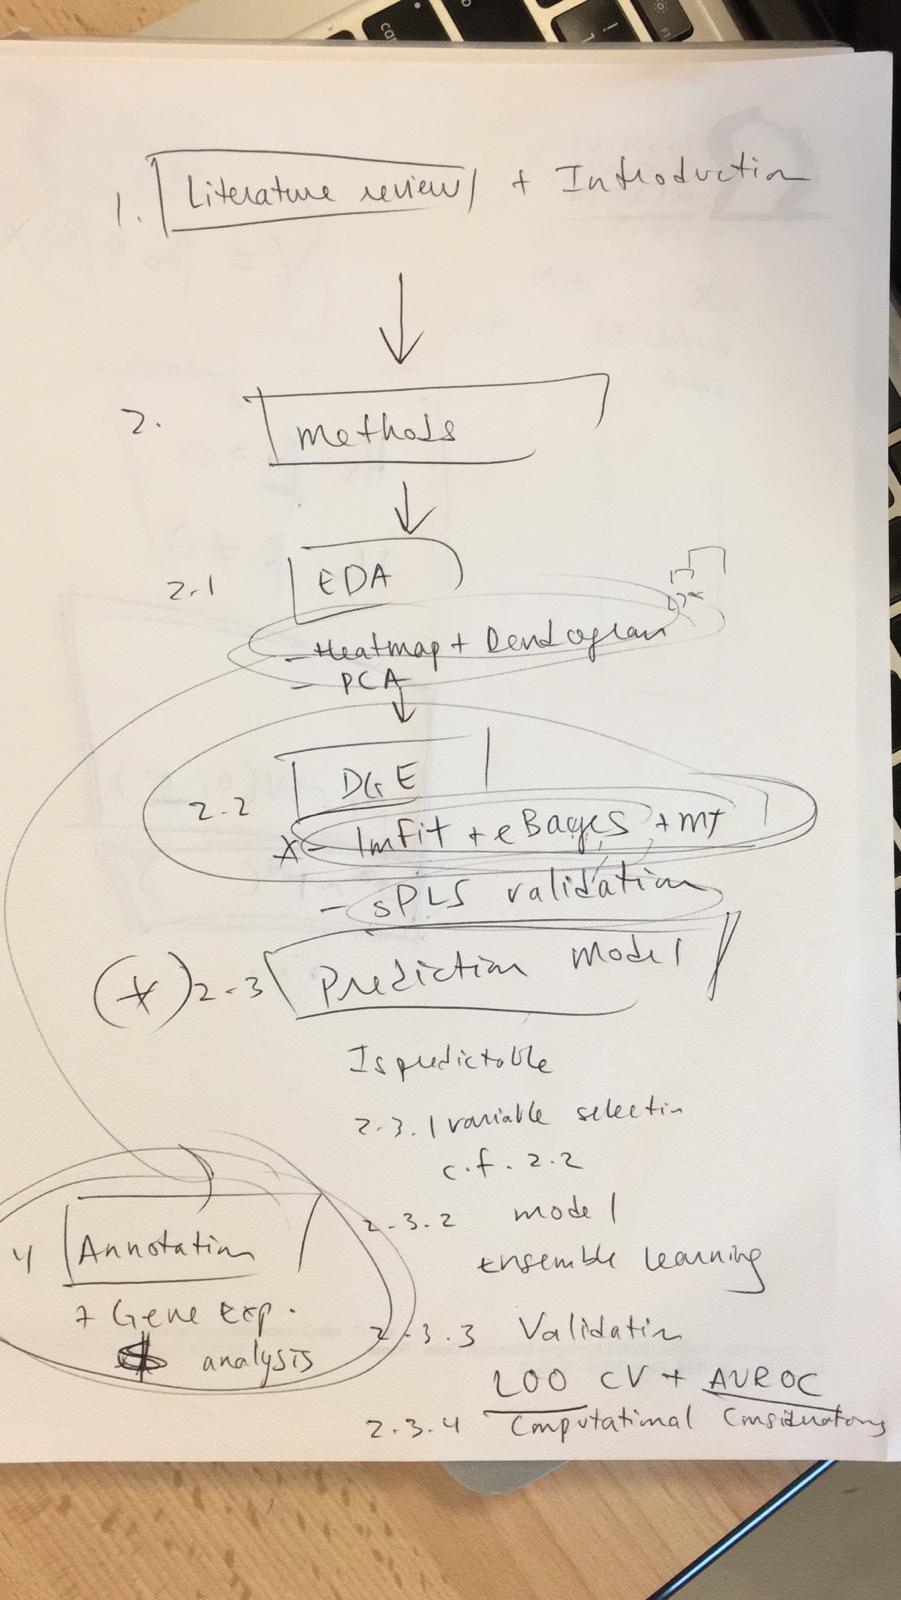 1. Literature review + Introduction
2. Methods
2.1 EDA
- Heatmap + Dendogram
- PCA
2.2 DGE
* - lmFit + eBayes + MT
- sPLS validation
(*) 2.3 Prediction model
Is predictable
2.3.1 variable selection
c.f. 2.2
2.3.2 model
Ensemble learning
4 Annotation
+ Gene exp.
analysis
2.3.3 Validation
LOO CV + AUROC
2.3.4 Computational Considerations